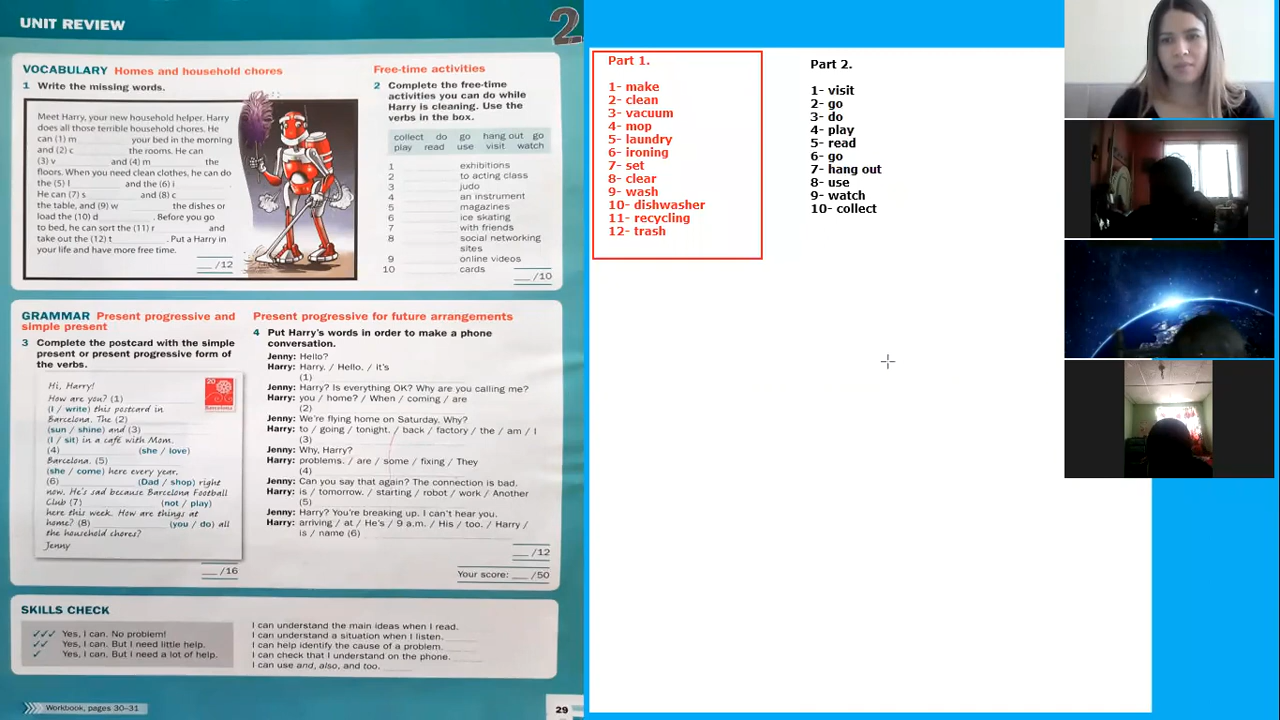 UNIT REVIEW
2
VOCABULARY Homes and household chores
1 Write the missing words.
Meet Harry, your new household helper. Harry
does all those terrible household chores. He
can (1) m your bed in the morning
and (2) c the rooms. He can
(3) v and (4) m the
floors. When you need clean clothes, he can do
the (5) l and the (6) i .
He can (7) s and (8) c
the table, and (9) w the dishes or
load the (10) d . Before you go
to bed, he can sort the (11) r and
take out the (12) t . Put a Harry in
your life and have more free time.
/12
Free-time activities
2 Complete the free-time
activities you can do while
Harry is cleaning. Use the
verbs in the box.
collect do go hang out go
play read use visit watch
1 exhibitions
2 to acting class
3 judo
4 an instrument
5 magazines
6 ice skating
7 with friends
8 social networking
sites
9 online videos
10 cards
/10
GRAMMAR Present progressive and
simple present
3 Complete the postcard with the simple
present or present progressive form of
the verbs.
Hi, Harry!
How are you? (1)
(I / write) this postcard in
Barcelona. The (2)
(sun / shine) and (3)
(I / sit) in a café with Mom.
(4) (she / love)
Barcelona. (5)
(she / come) here every year.
(6) (Dad / shop) right
now. He's sad because Barcelona Football
Club (7) (not / play)
here this week. How are things at
home? (8) (you / do) all
the household chores?
Jenny
20
Barcelona
/16
Present progressive for future arrangements
4 Put Harry's words in order to make a phone
conversation.
Jenny: Hello?
Harry: Harry. / Hello. / it's
(1)
Jenny: Harry? Is everything OK? Why are you calling me?
Harry: you / home? / When / coming / are
(2)
Jenny: We're flying home on Saturday. Why?
Harry: to / going / tonight. / back / factory / the / am / I
(3)
Jenny: Why, Harry?
Harry: problems. / are / some / fixing / They
(4)
Jenny: Can you say that again? The connection is bad.
Harry: is / tomorrow. / starting / robot / work / Another
(5)
Jenny: Harry? You're breaking up. I can't hear you.
Harry: arriving / at / He's / 9 a.m. / His / too. / Harry /
is / name (6)
/12
Your score: /50
SKILLS CHECK
✓✓✓ Yes, I can. No problem!
✓✓ Yes, I can. But I need little help.
✓ Yes, I can. But I need a lot of help.
I can understand the main ideas when I read.
I can understand a situation when I listen.
I can help identify the cause of a problem.
I can check that I understand on the phone.
I can use and, also, and too.
Workbook, pages 30–31
29
Part 1.
1- make
2- clean
3- vacuum
4- mop
5- laundry
6- ironing
7- set
8- clear
9- wash
10- dishwasher
11- recycling
12- trash
Part 2.
1- visit
2- go
3- do
4- play
5- read
6- go
7- hang out
8- use
9- watch
10- collect